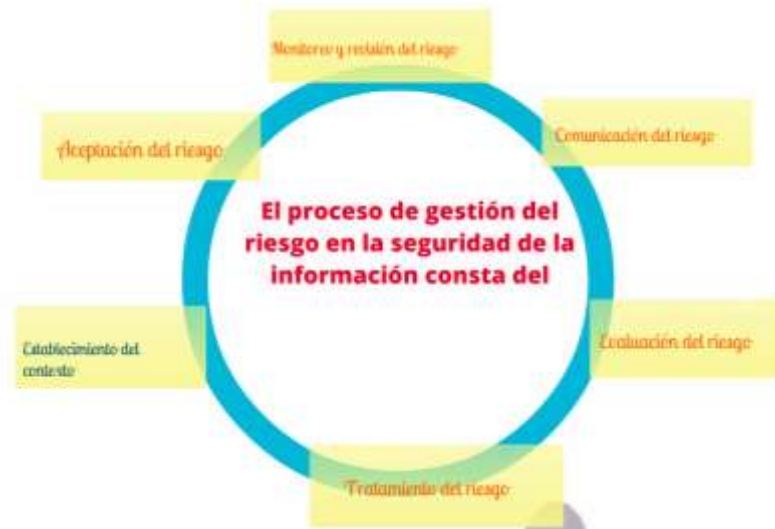 Monitoreo y revisión del riesgo
Aceptación del riesgo
Comunicación del riesgo
El proceso de gestión del
riesgo en la seguridad de la
información consta del
Establecimiento del
contexto
Evaluación del riesgo
Tratamiento del riesgo